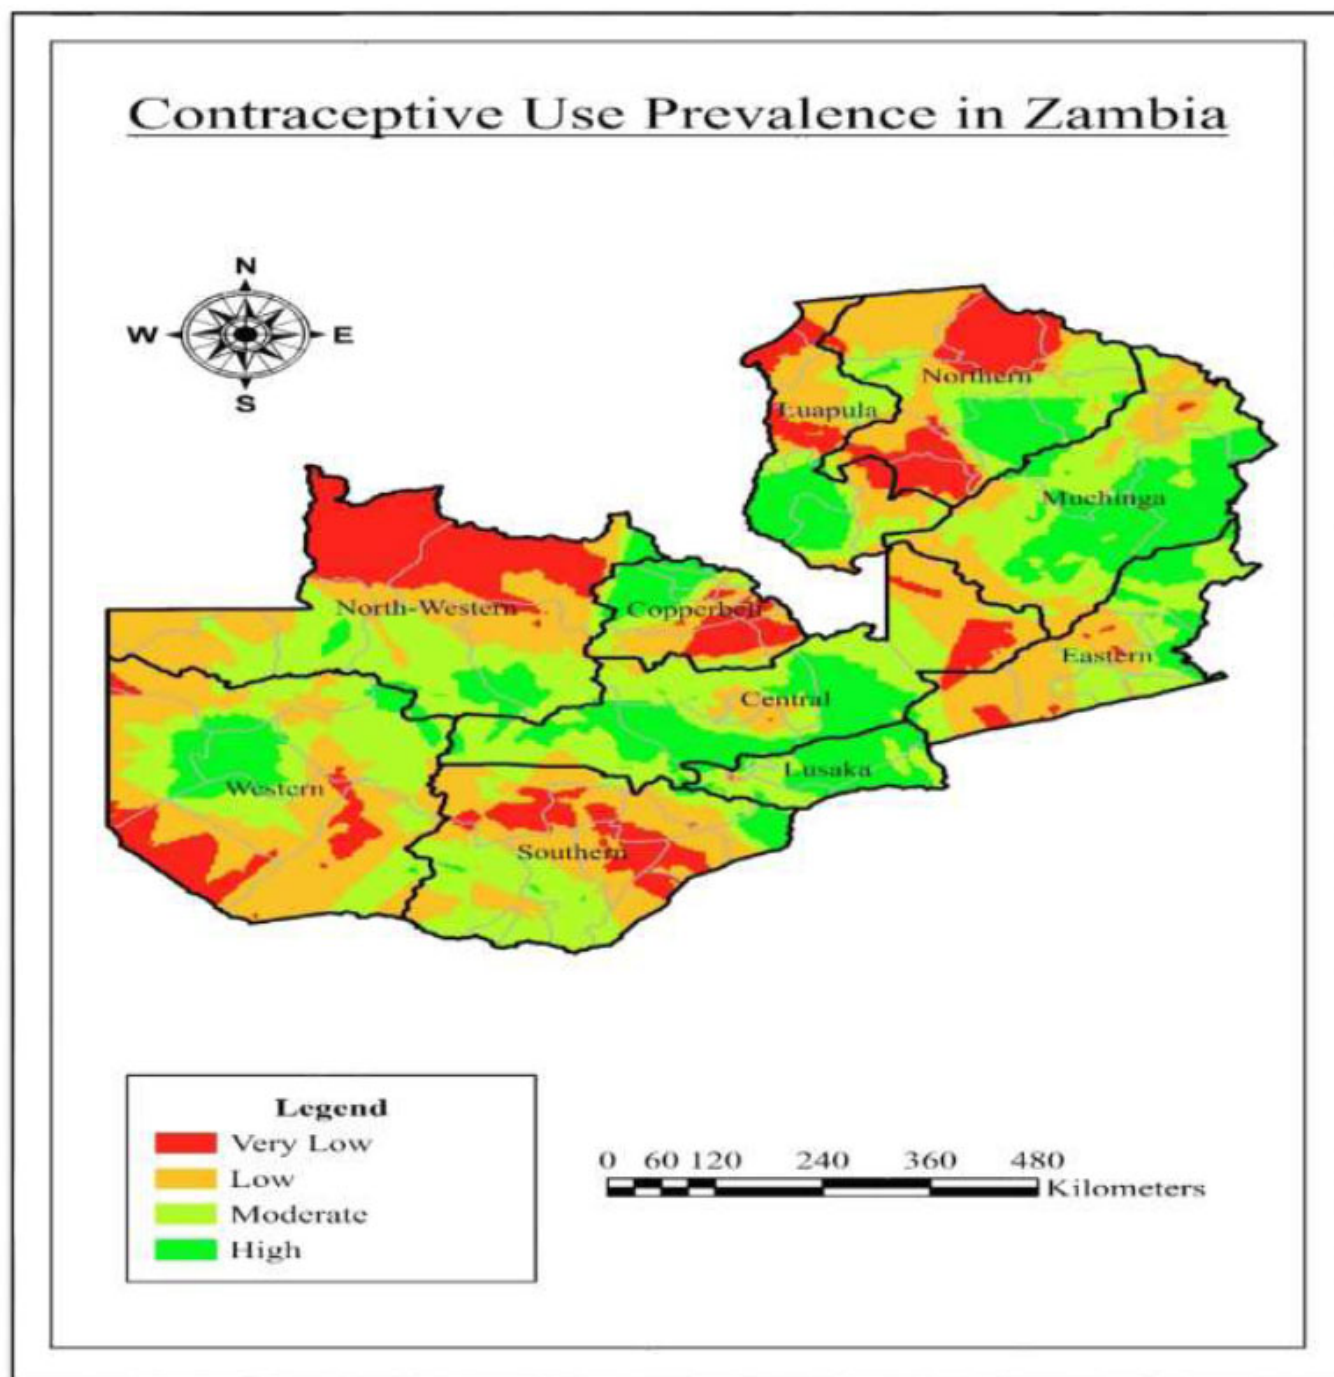 Contraceptive Use Prevalence in Zambia
N
W E
S
Northern
Luapula
Muchinga
North-Western
Copperbelt
Eastern
Central
Lusaka
Western
Southern
Legend
Very Low
Low
Moderate
High
0 60 120 240 360 480
Kilometers